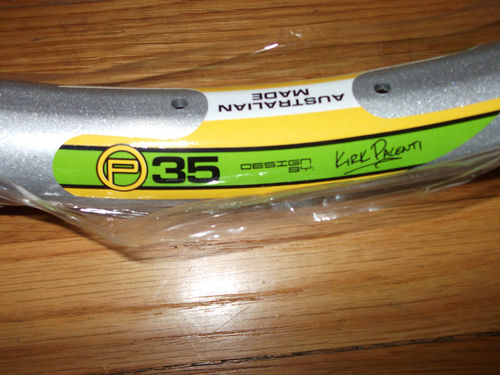 AUSTRALIAN
MADE
P 35
DESIGN
BY:
KIRK PACENTI